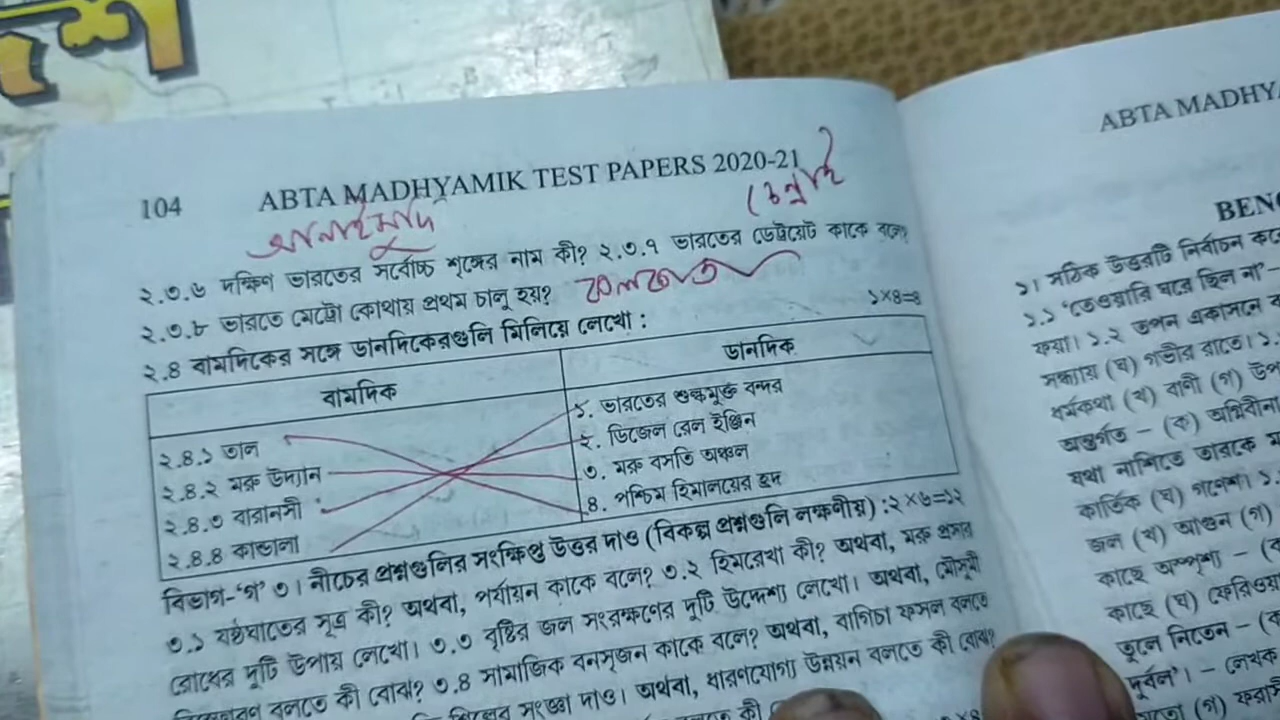 104 ABTA MADHYAMIK TEST PAPERS 2020-21
আনাইমুদি
চেন্নাই
২.৩.৬ দক্ষিণ ভারতের সর্বোচ্চ শৃঙ্গের নাম কী? ২.৩.৭ ভারতের ডেট্রয়েট কাকে বলে?
২.৩.৮ ভারতে মেট্রো কোথায় প্রথম চালু হয়? কলকাতা
২.৪ বামদিকের সঙ্গে ডানদিকেরগুলি মিলিয়ে লেখো : ১×৪=৪
বামদিক ডানদিক
২.৪.১ তাল ১. ভারতের শুল্কমুক্ত বন্দর
২.৪.২ মরু উদ্যান ২. ডিজেল রেল ইঞ্জিন
২.৪.৩ বারানসী ৩. মরু বসতি অঞ্চল
২.৪.৪ কান্ডালা ৪. পশ্চিম হিমালয়ের হ্রদ
বিভাগ-‘গ’ ৩। নীচের প্রশ্নগুলির সংক্ষিপ্ত উত্তর দাও (বিকল্প প্রশ্নগুলি লক্ষণীয়) :২×৬=১২
৩.১ ষষ্ঠঘাতের সূত্র কী? অথবা, পর্যায়ন কাকে বলে? ৩.২ হিমরেখা কী? অথবা, মরু প্রসার
রোধের দুটি উপায় লেখো। ৩.৩ বৃষ্টির জল সংরক্ষণের দুটি উদ্দেশ্য লেখো। অথবা, মৌসুমী
বলতে কী বোঝ? ৩.৪ সামাজিক বনসৃজন কাকে বলে? অথবা, বাগিচা ফসল বলতে
শিল্পের সংজ্ঞা দাও। অথবা, ধারণযোগ্য উন্নয়ন বলতে কী বোঝ?
ABTA MADHYA
BENG
১। সঠিক উত্তরটি নির্বাচন করে
১.১ ‘তেওয়ারি ঘরে ছিল না’ –
করা। ১.২ তপন একাসনে
সন্ধ্যায় (ঘ) গভীর রাতে। ১.
ধর্মকথা (খ) বাণী (গ) উপ
অন্তর্গত – (ক) অগ্নিবীনা
যথা নাশিতে তারকে
কার্তিক (ঘ) গনেশ। ১.
জল (খ) আগুন (গ)
কাছে অস্পৃশ্য – (ক
কাছে (ঘ) ফেরিওয়া
তুলে নিতেন – (ক
দুর্বল’। – লেখক
(গ) ফরাসী